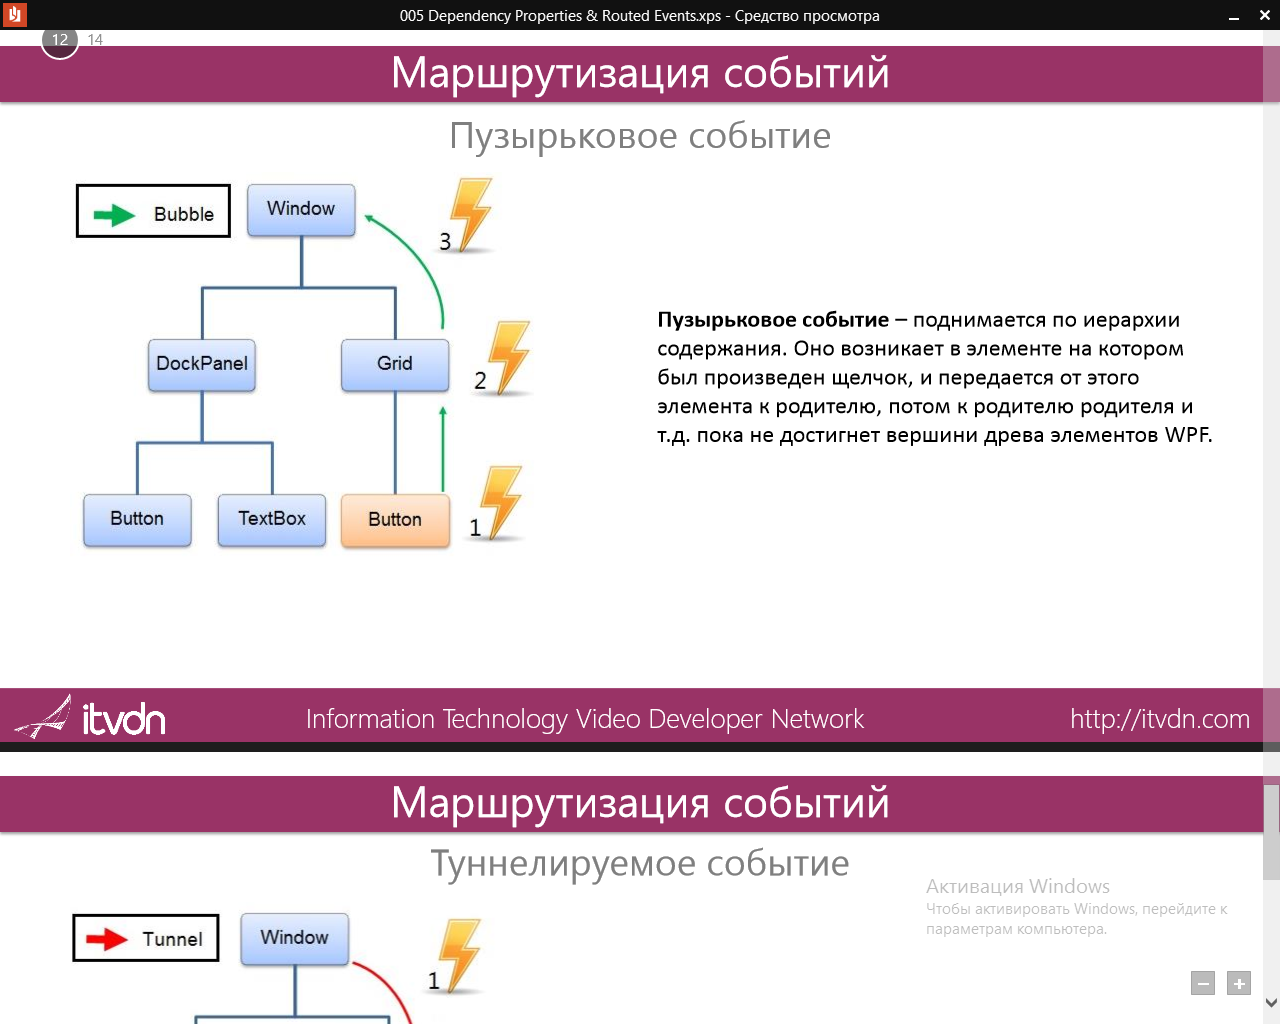 005 Dependency Properties & Routed Events.xps - Средство просмотра
12 14
Маршрутизация событий
Пузырьковое событие
Bubble
Window
3
DockPanel
Grid
2
Button
TextBox
Button
1
Пузырьковое событие – поднимается по иерархии
содержания. Оно возникает в элементе на котором
был произведен щелчок, и передается от этого
элемента к родителю, потом к родителю родителя и
т.д. пока не достигнет вершини древа элементов WPF.
itvdn
Information Technology Video Developer Network
http://itvdn.com
Маршрутизация событий
Туннелируемое событие
Tunnel
Window
1
Активация Windows
Чтобы активировать Windows, перейдите к
параметрам компьютера.